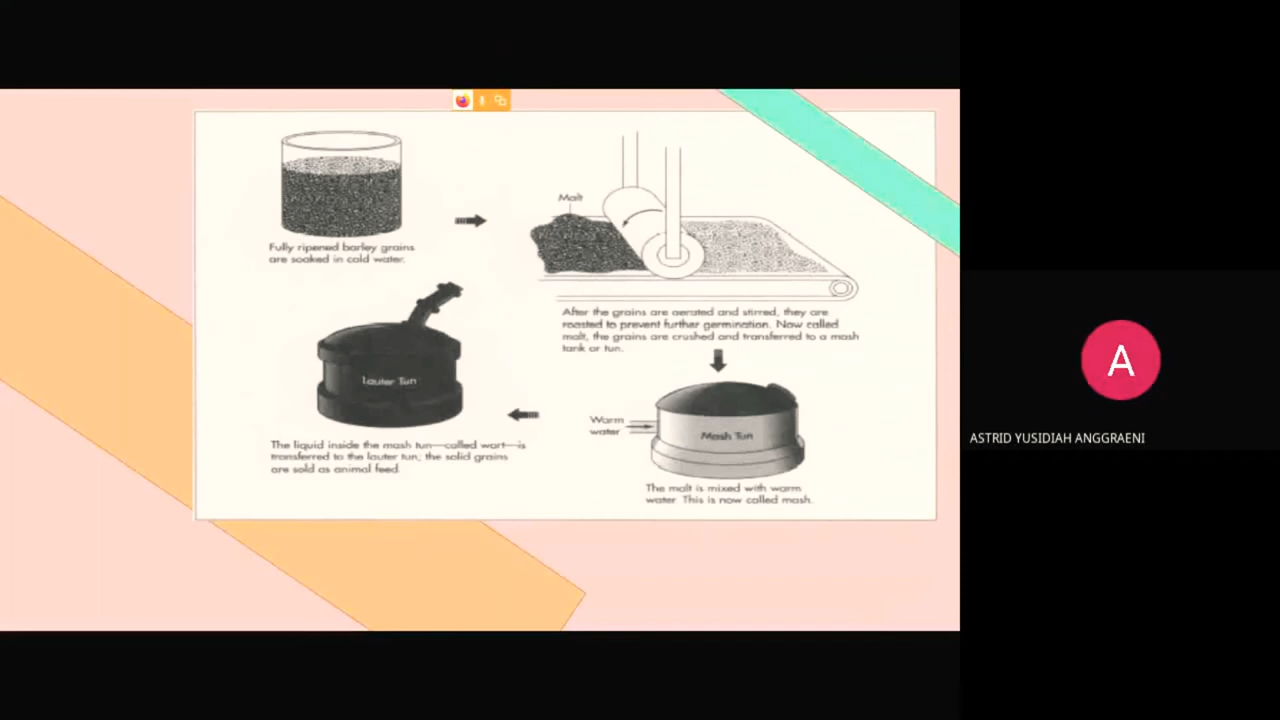 Fully ripened barley grains
are soaked in cold water.
Malt
After the grains are aerated and stirred, they are
roasted to prevent further germination. Now called
malt, the grains are crushed and transferred to a mash
tank or tun.
Warm
water
Mash Tun
The malt is mixed with warm
water. This is now called mash.
Lauter Tun
The liquid inside the mash tun—called wort—is
transferred to the lauter tun; the solid grains
are sold as animal feed.
A
ASTRID YUSIDIAH ANGGRAENI